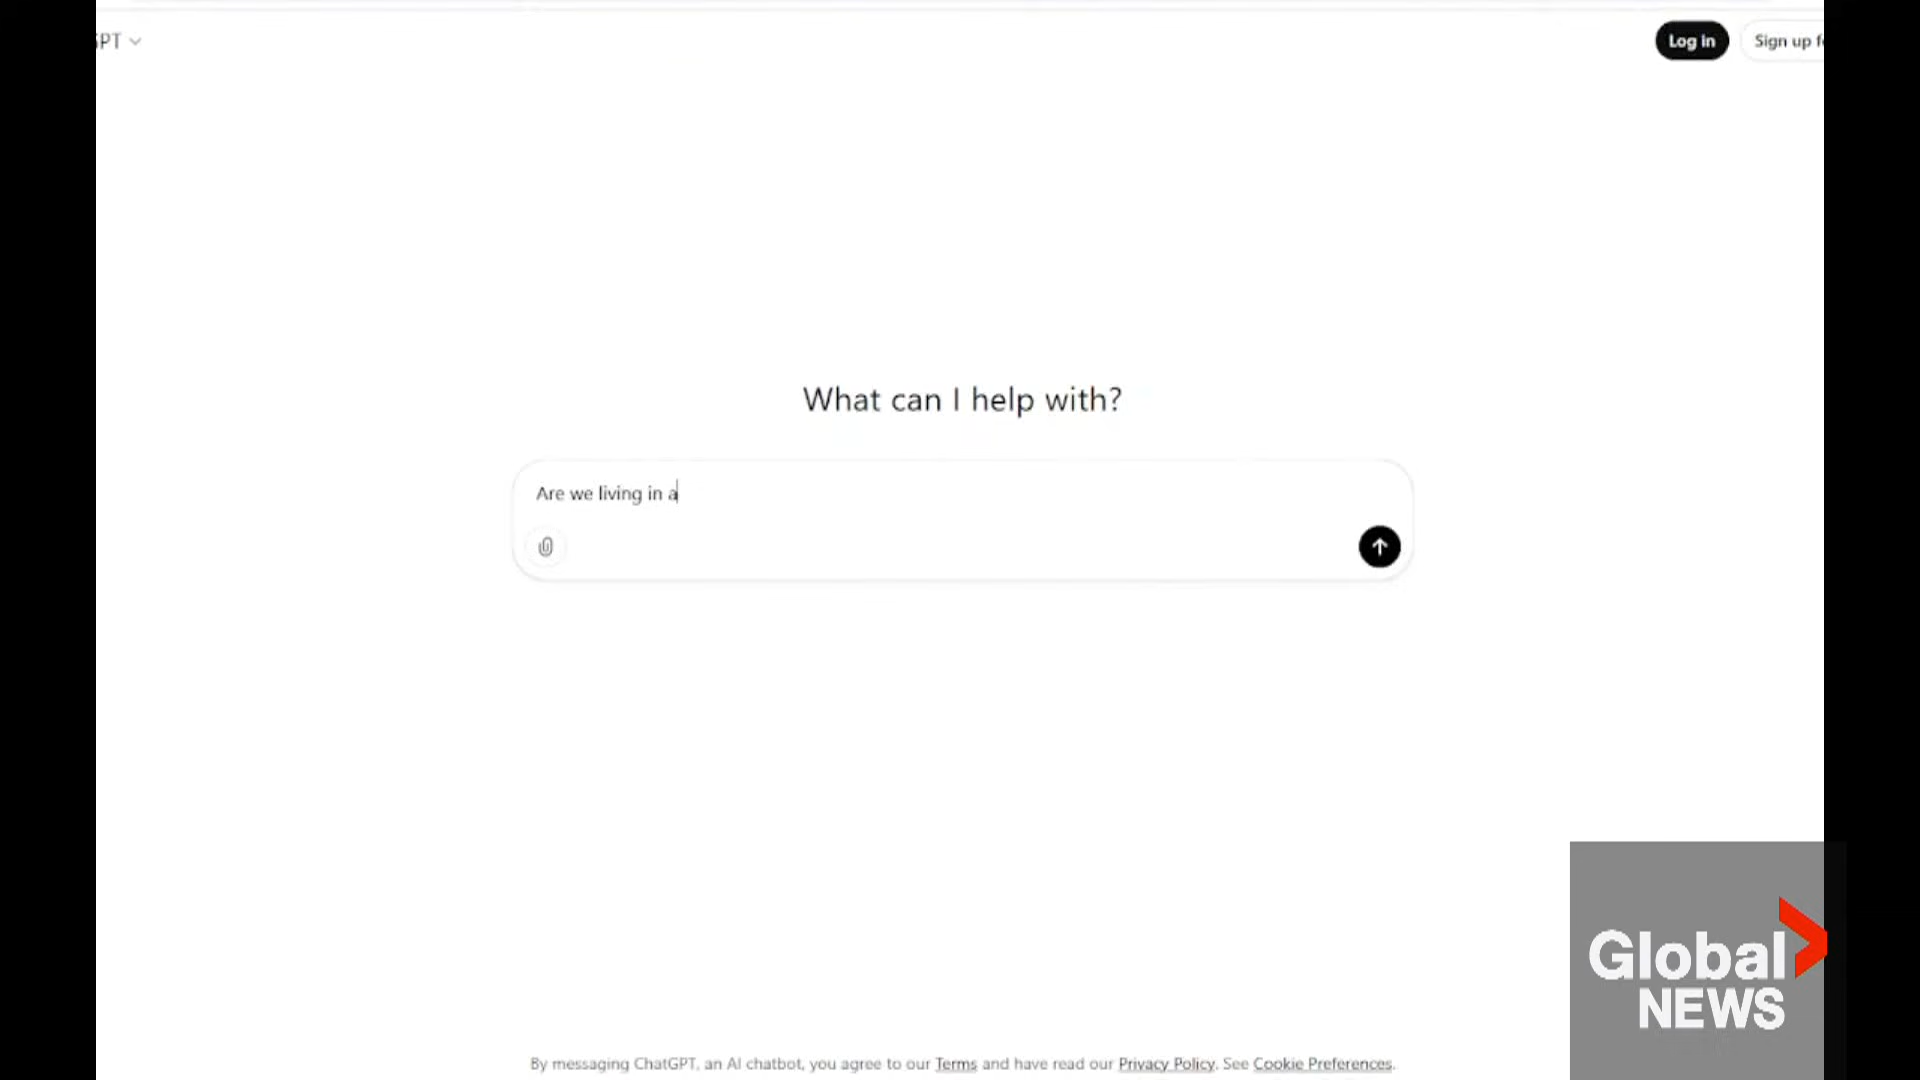 GPT
Log in
Sign up
What can I help with?
Are we living in a
By messaging ChatGPT, an AI chatbot, you agree to our Terms and have read our Privacy Policy. See Cookie Preferences.
Global
NEWS